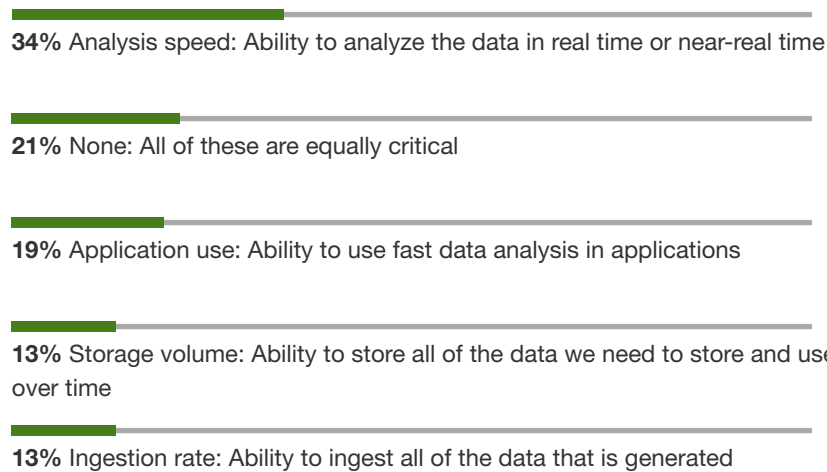 34% Analysis speed: Ability to analyze the data in real time or near-real time
21% None: All of these are equally critical
19% Application use: Ability to use fast data analysis in applications
13% Storage volume: Ability to store all of the data we need to store and use
over time
13% Ingestion rate: Ability to ingest all of the data that is generated